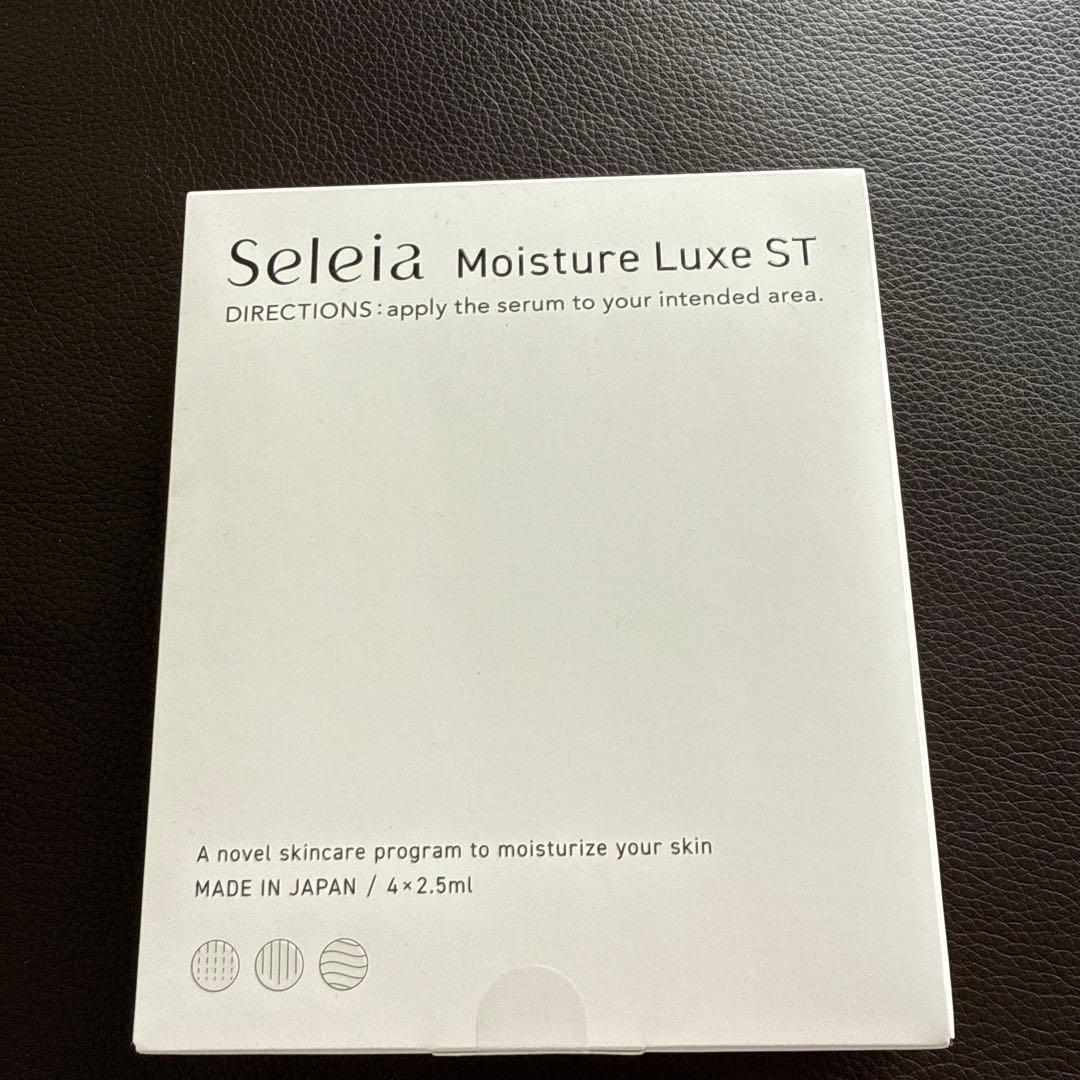 Seleia Moisture Luxe ST
DIRECTIONS:apply the serum to your intended area.
A novel skincare program to moisturize your skin
MADE IN JAPAN / 4×2.5ml